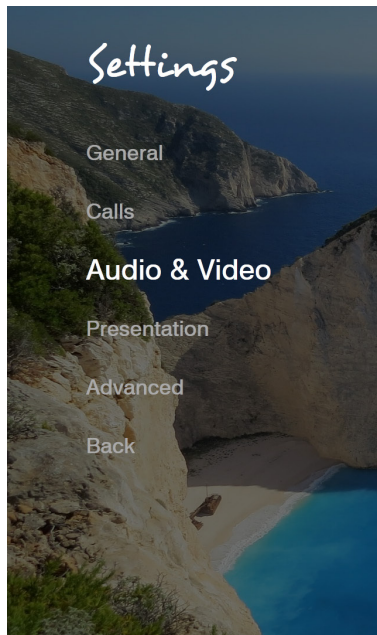 Settings
General
Calls
Audio & Video
Presentation
Advanced
Back